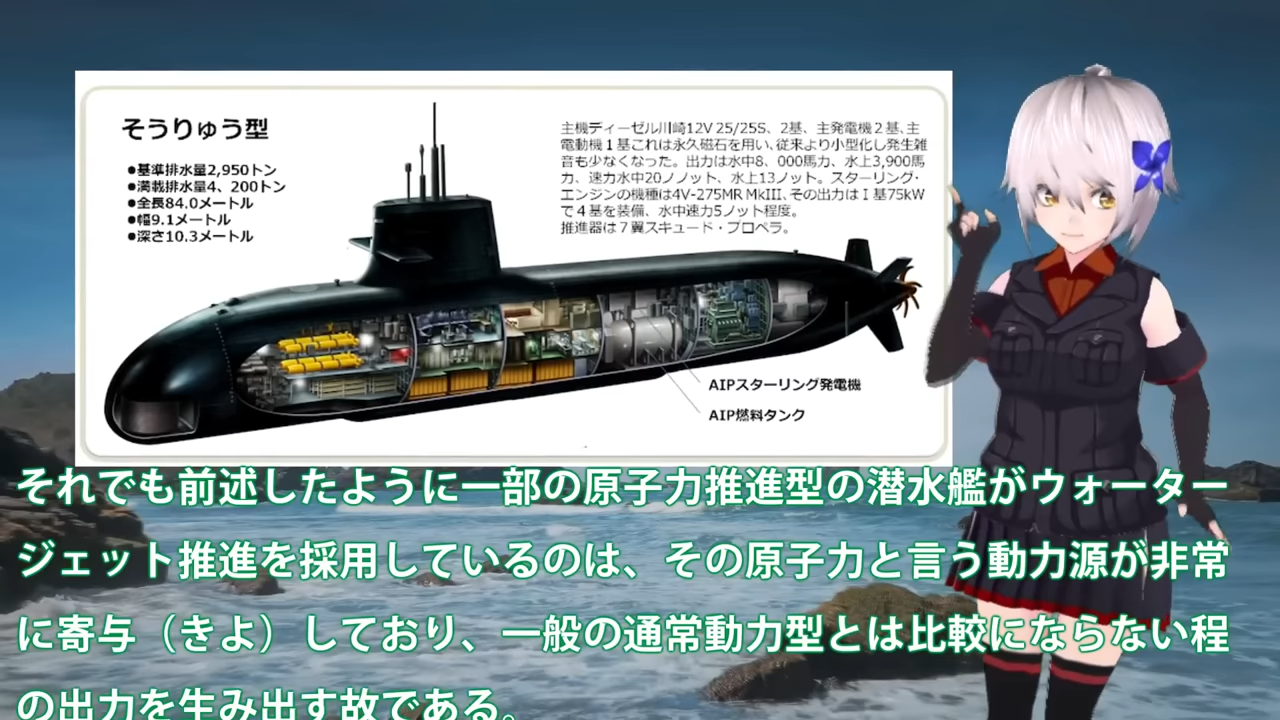 そうりゅう型
●基準排水量2,950トン
●満載排水量4、200トン
●全長84.0メートル
●幅9.1メートル
●深さ10.3メートル
主機ディーゼル川崎12V 25/25S、2基、主発電機２基、主
電動機１基これは永久磁石を用い、従来より小型化し発生雑
音も少なくなった。出力は水中8、000馬力、水上3,900馬
力、速力水中20ノノット、水上13ノット。スターリング・
エンジンの機種は4V-275MR MkIII、その出力はＩ基75kW
で４基を装備、水中速力5ノット程度。
推進器は７翼スキュード・プロペラ。
AIPスターリング発電機
AIP燃料タンク
それでも前述したように一部の原子力推進型の潜水艦がウォーター
ジェット推進を採用しているのは、その原子力と言う動力源が非常
に寄与（きよ）しており、一般の通常動力型とは比較にならない程
の出力を生み出す故である。